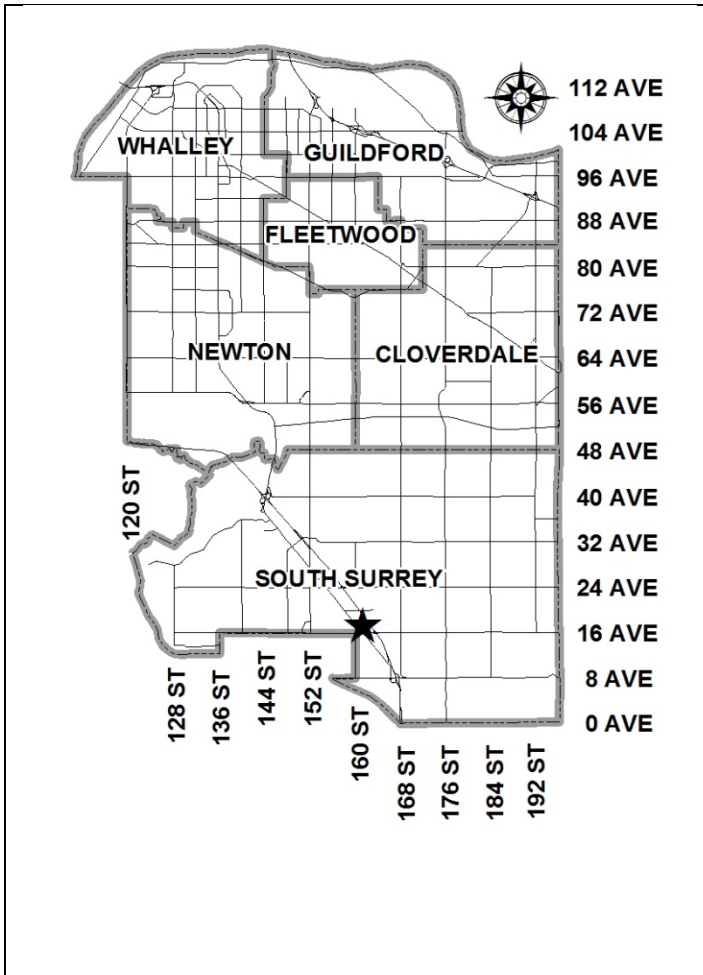 112 AVE
104 AVE
WHALLEY
GUILDFORD
96 AVE
88 AVE
FLEETWOOD
80 AVE
72 AVE
NEWTON
CLOVERDALE
64 AVE
56 AVE
48 AVE
120 ST
40 AVE
32 AVE
SOUTH SURREY
24 AVE
16 AVE
8 AVE
0 AVE
128 ST
136 ST
144 ST
152 ST
160 ST
168 ST
176 ST
184 ST
192 ST